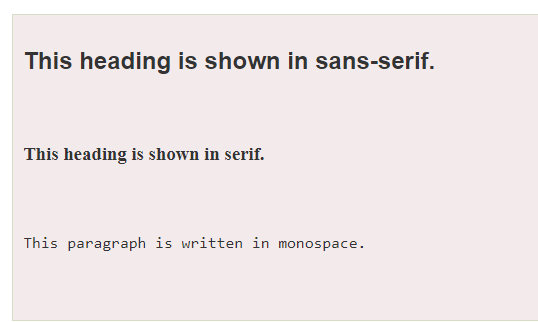 This heading is shown in sans-serif.
This heading is shown in serif.
This paragraph is written in monospace.